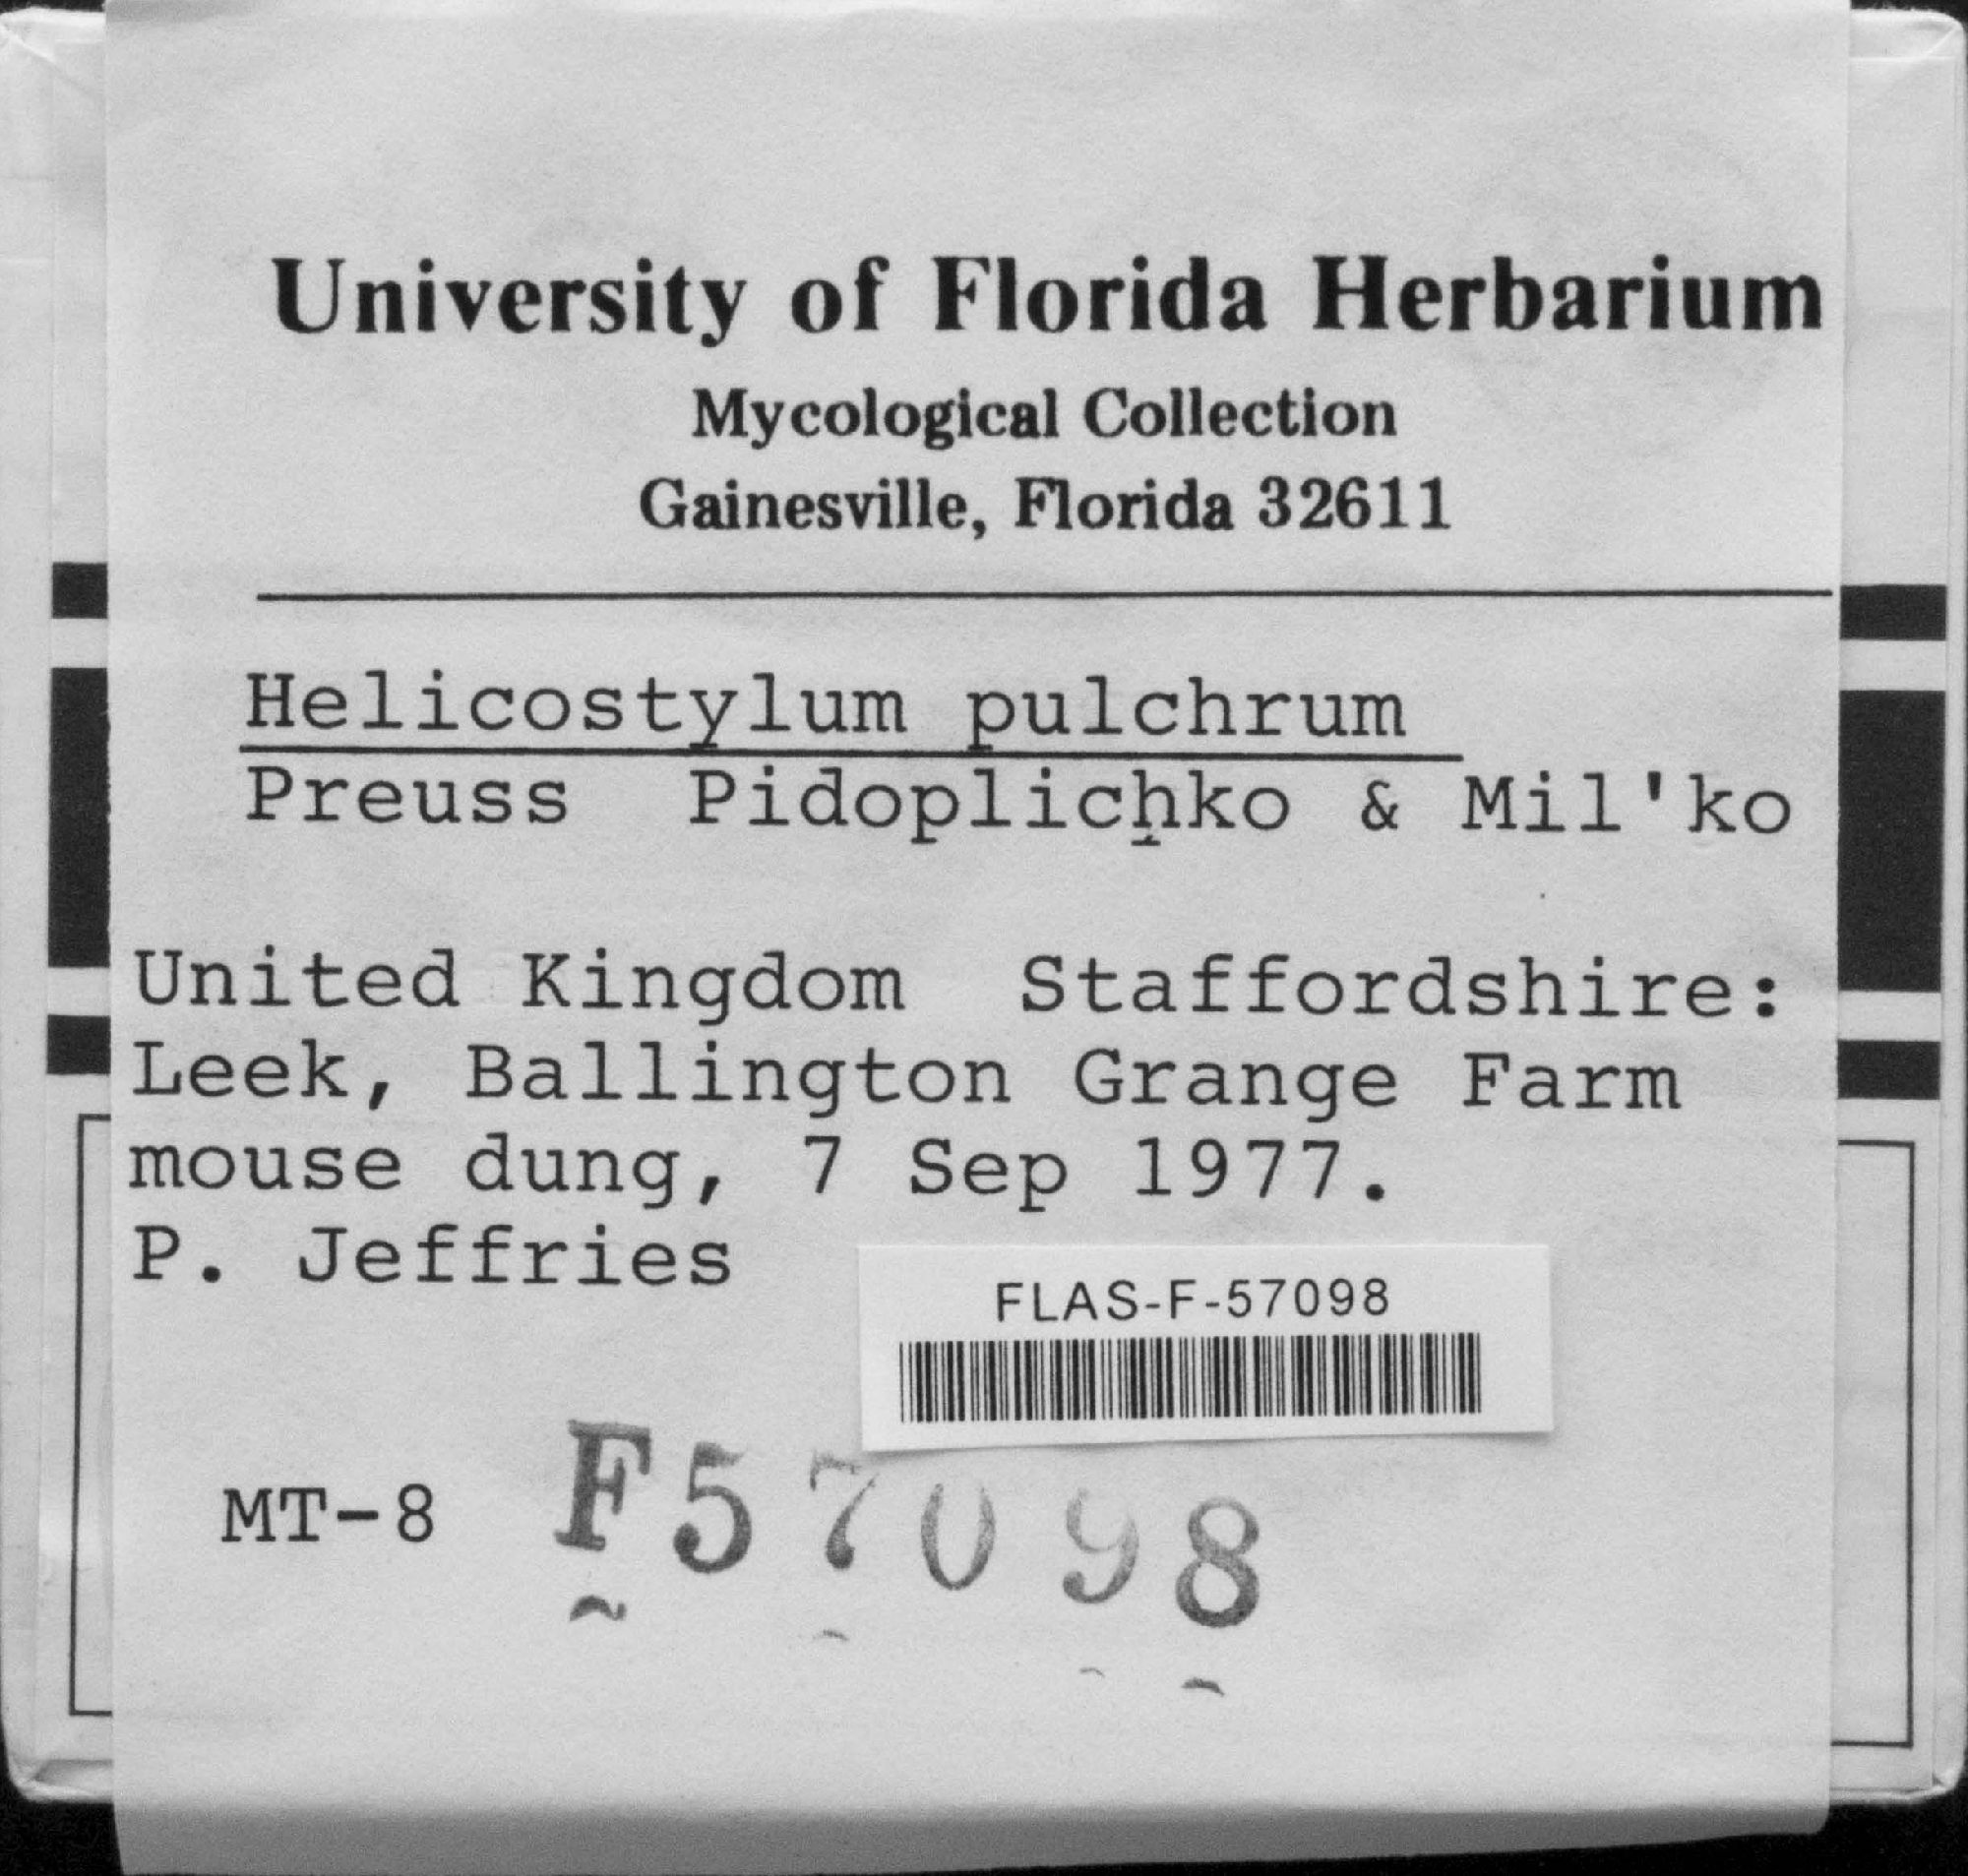 University of Florida Herbarium
Mycological Collection
Gainesville, Florida 32611
Helicostylum pulchrum
Preuss Pidoplichko & Mil'ko
United Kingdom Staffordshire:
Leek, Ballington Grange Farm
mouse dung, 7 Sep 1977.
P. Jeffries
FLAS-F-57098
MT-8 F57098